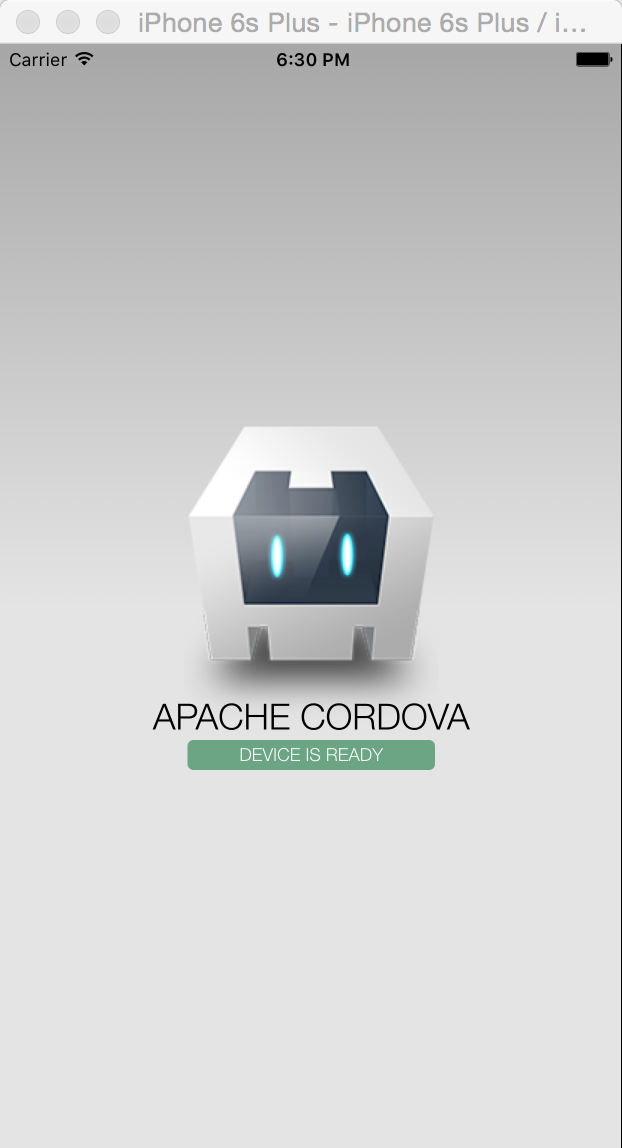 iPhone 6s Plus - iPhone 6s Plus / i...
Carrier 6:30 PM
APACHE CORDOVA
DEVICE IS READY